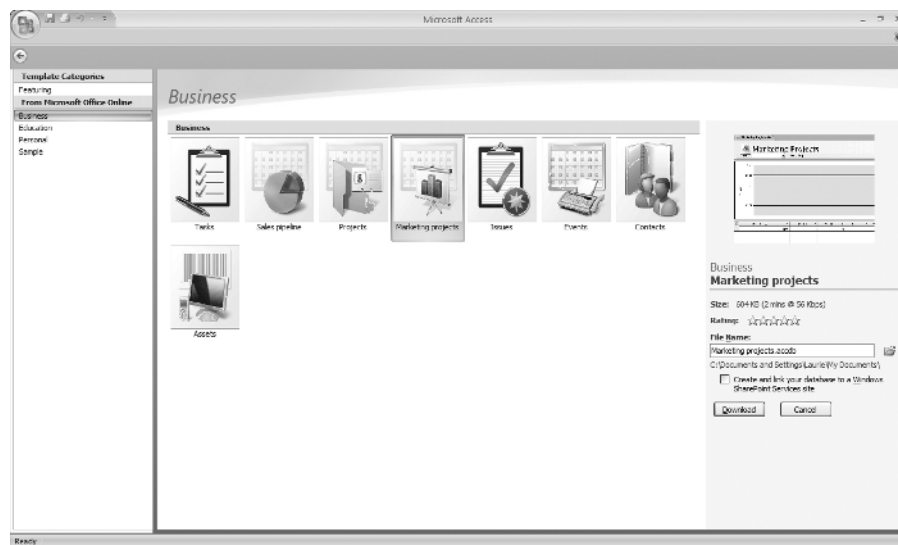 Microsoft Access
Template Categories
Featuring
From Microsoft Office Online
Business
Education
Personal
Sample
Business
Business
Tasks
Sales pipeline
Projects
Marketing projects
Issues
Events
Contacts
Assets
Marketing Projects
Business
Marketing projects
Size: 604 KB (2 mins @ 56 Kbps)
Rating:
File Name:
Marketing projects.accdb
C:\Documents and Settings\Laurie\My Documents\
Create and link your database to a Windows
SharePoint Services site
Download
Cancel
Ready